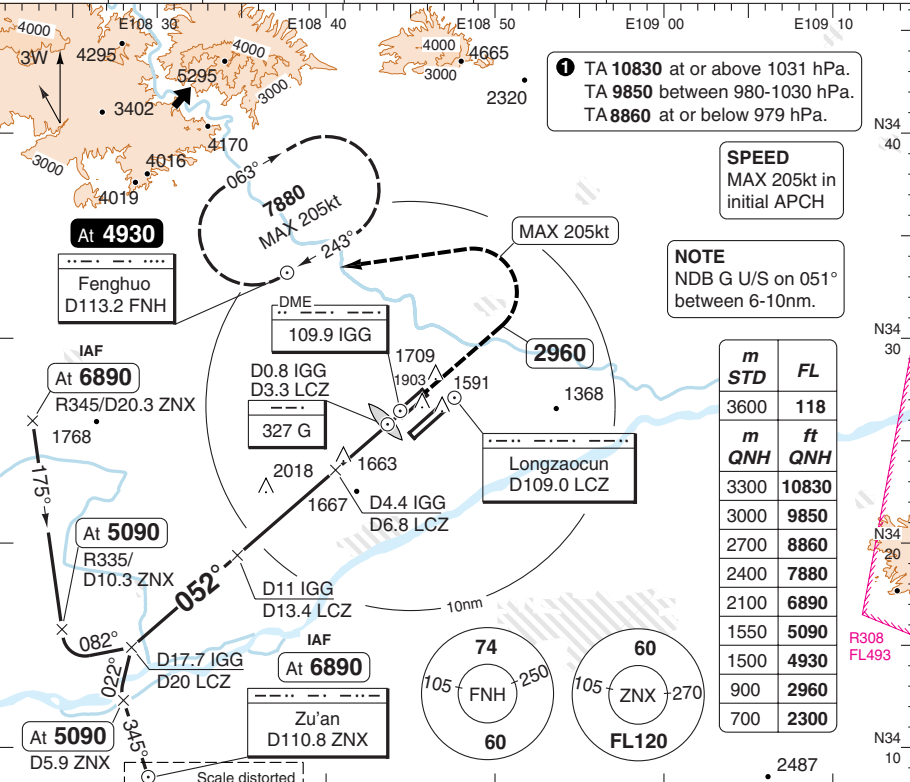 E108 30
E108 40
E108 50
E109 00
E109 10
4000
4295
3W
5295
4000
3000
3402
4170
4016
3000
4019
4000
4665
3000
2320
1 TA 10830 at or above 1031 hPa.
TA 9850 between 980-1030 hPa.
TA 8860 at or below 979 hPa.
N34
40
SPEED
MAX 205kt in
initial APCH
063°
7880
MAX 205kt
243°
At 4930
Fenghuo
D113.2 FNH
MAX 205kt
NOTE
NDB G U/S on 051°
between 6-10nm.
DME
109.9 IGG
2960
N34
30
IAF
At 6890
R345/D20.3 ZNX
1768
D0.8 IGG
D3.3 LCZ
327 G
1709
1903
1591
1368
m
STD
FL
3600
118
m
QNH
ft
QNH
3300
10830
3000
9850
2700
8860
2400
7880
2100
6890
1550
5090
1500
4930
900
2960
700
2300
Longzaocun
D109.0 LCZ
175°
2018
1663
1667
D4.4 IGG
D6.8 LCZ
At 5090
R335/
D10.3 ZNX
N34
20
052°
D11 IGG
D13.4 LCZ
10nm
082°
D17.7 IGG
D20 LCZ
022°
IAF
At 6890
Zu'an
D110.8 ZNX
At 5090
D5.9 ZNX
345°
Scale distorted
74
105
FNH
250
60
60
105
ZNX
270
FL120
R308
FL493
N34
10
2487